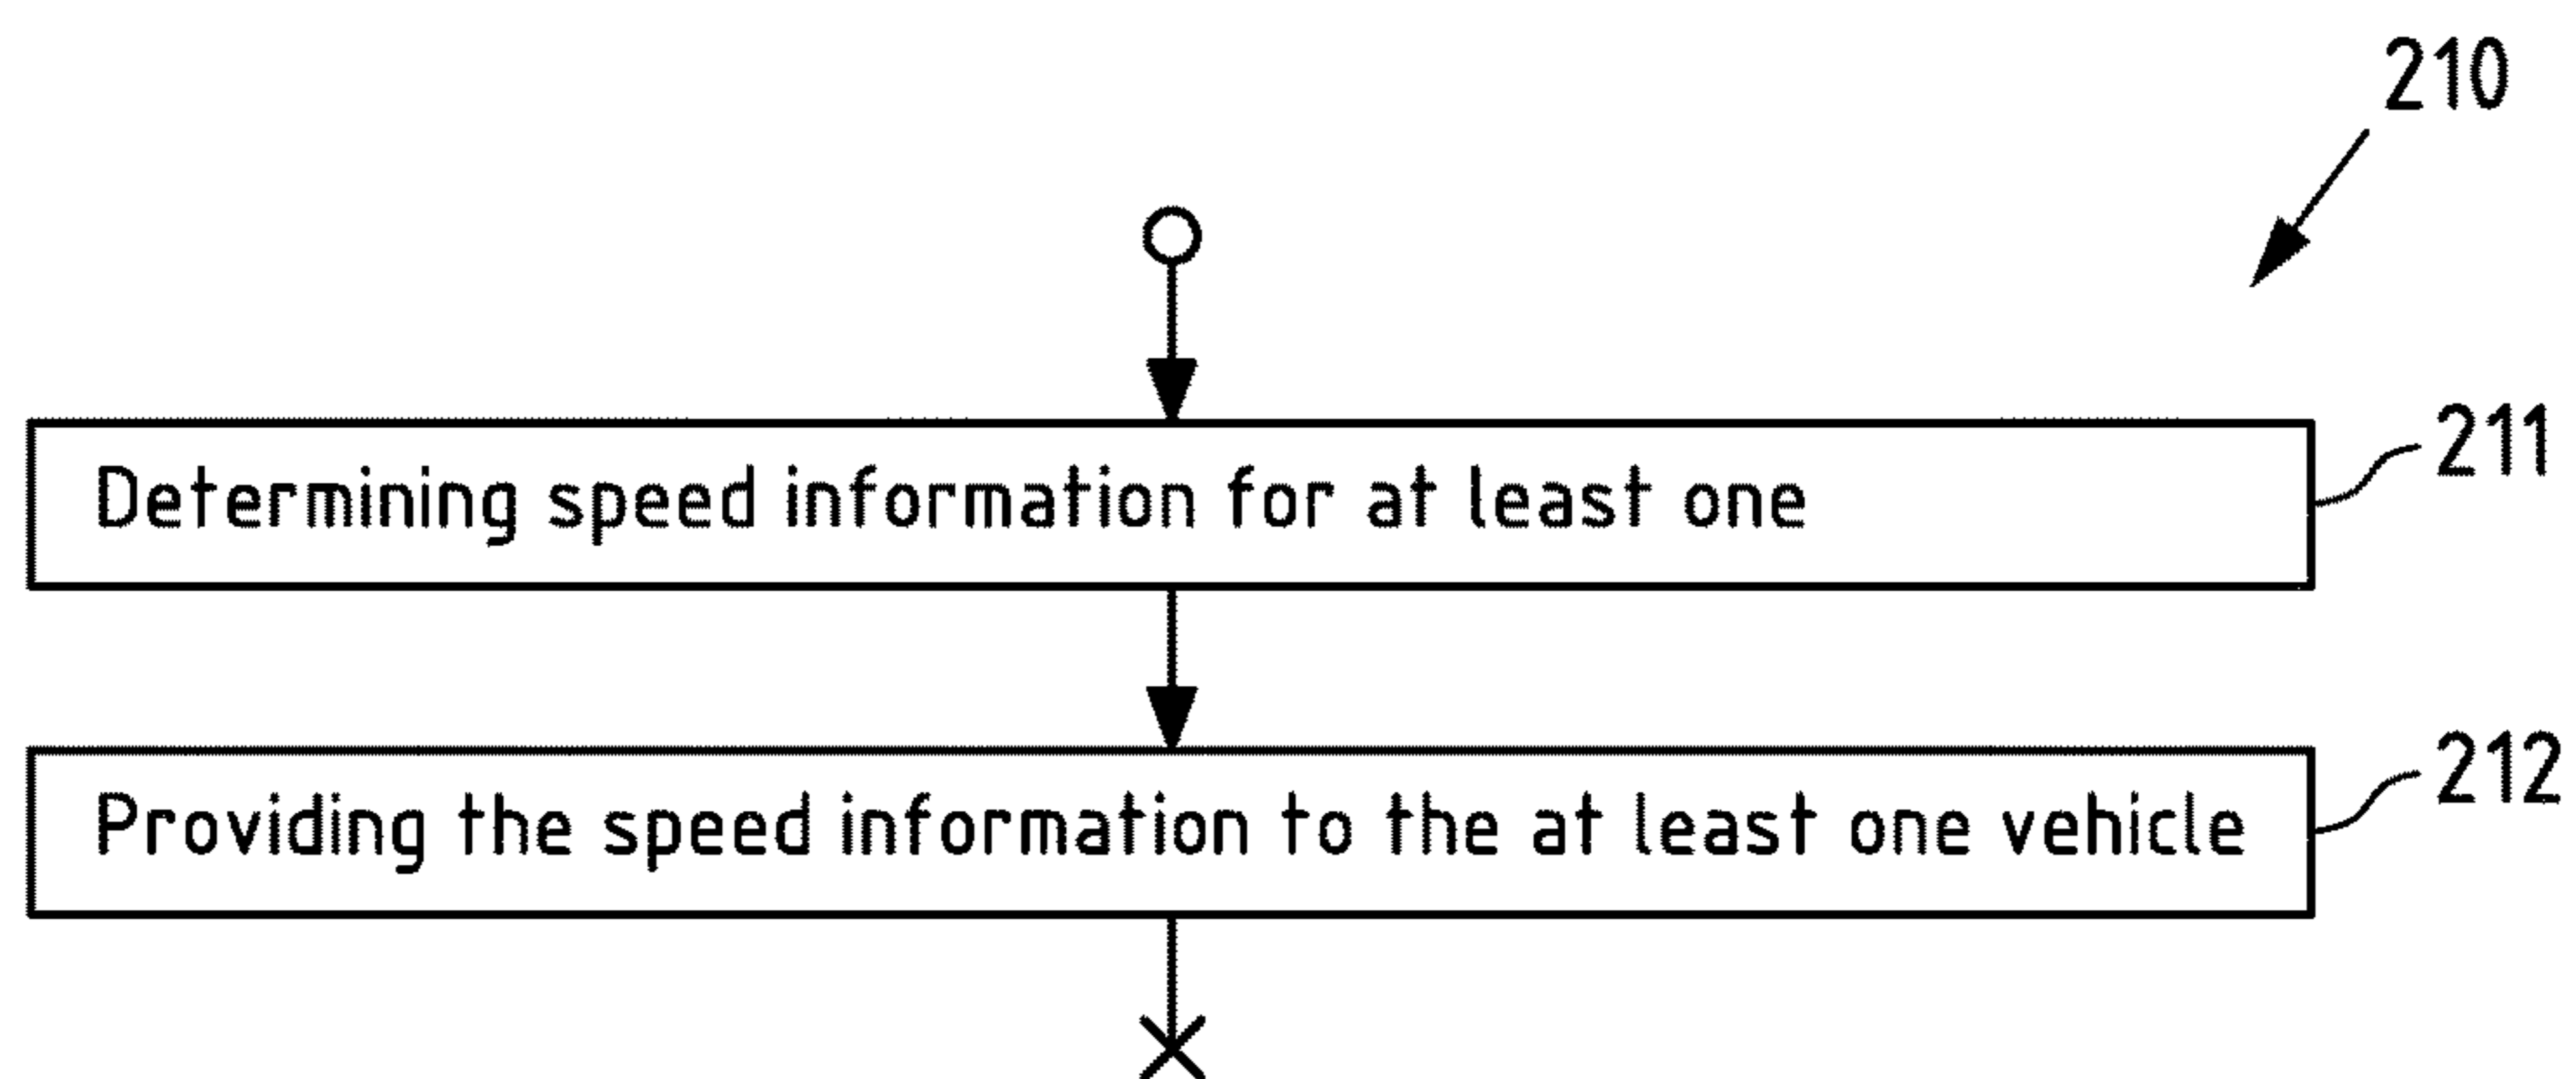 210
Determining speed information for at least one
211
Providing the speed information to the at least one vehicle
212